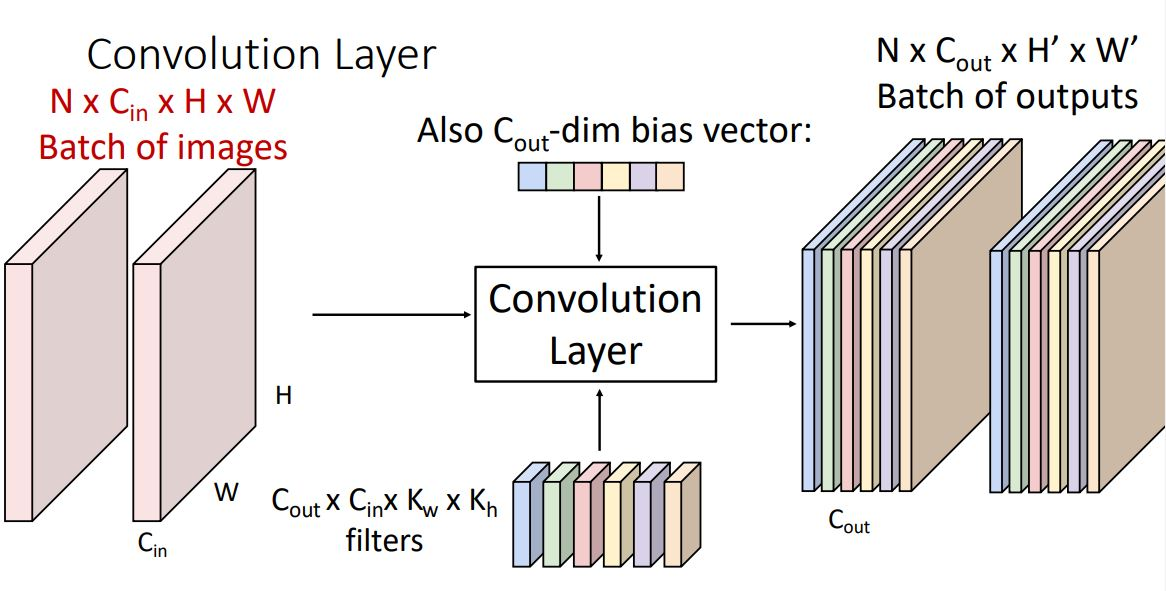 Convolution Layer
N x Cin x H x W
Batch of images
Also Cout-dim bias vector:
N x Cout x H’ x W’
Batch of outputs
Convolution
Layer
H
W
Cin
Cout x Cinx Kw x Kh
filters
Cout